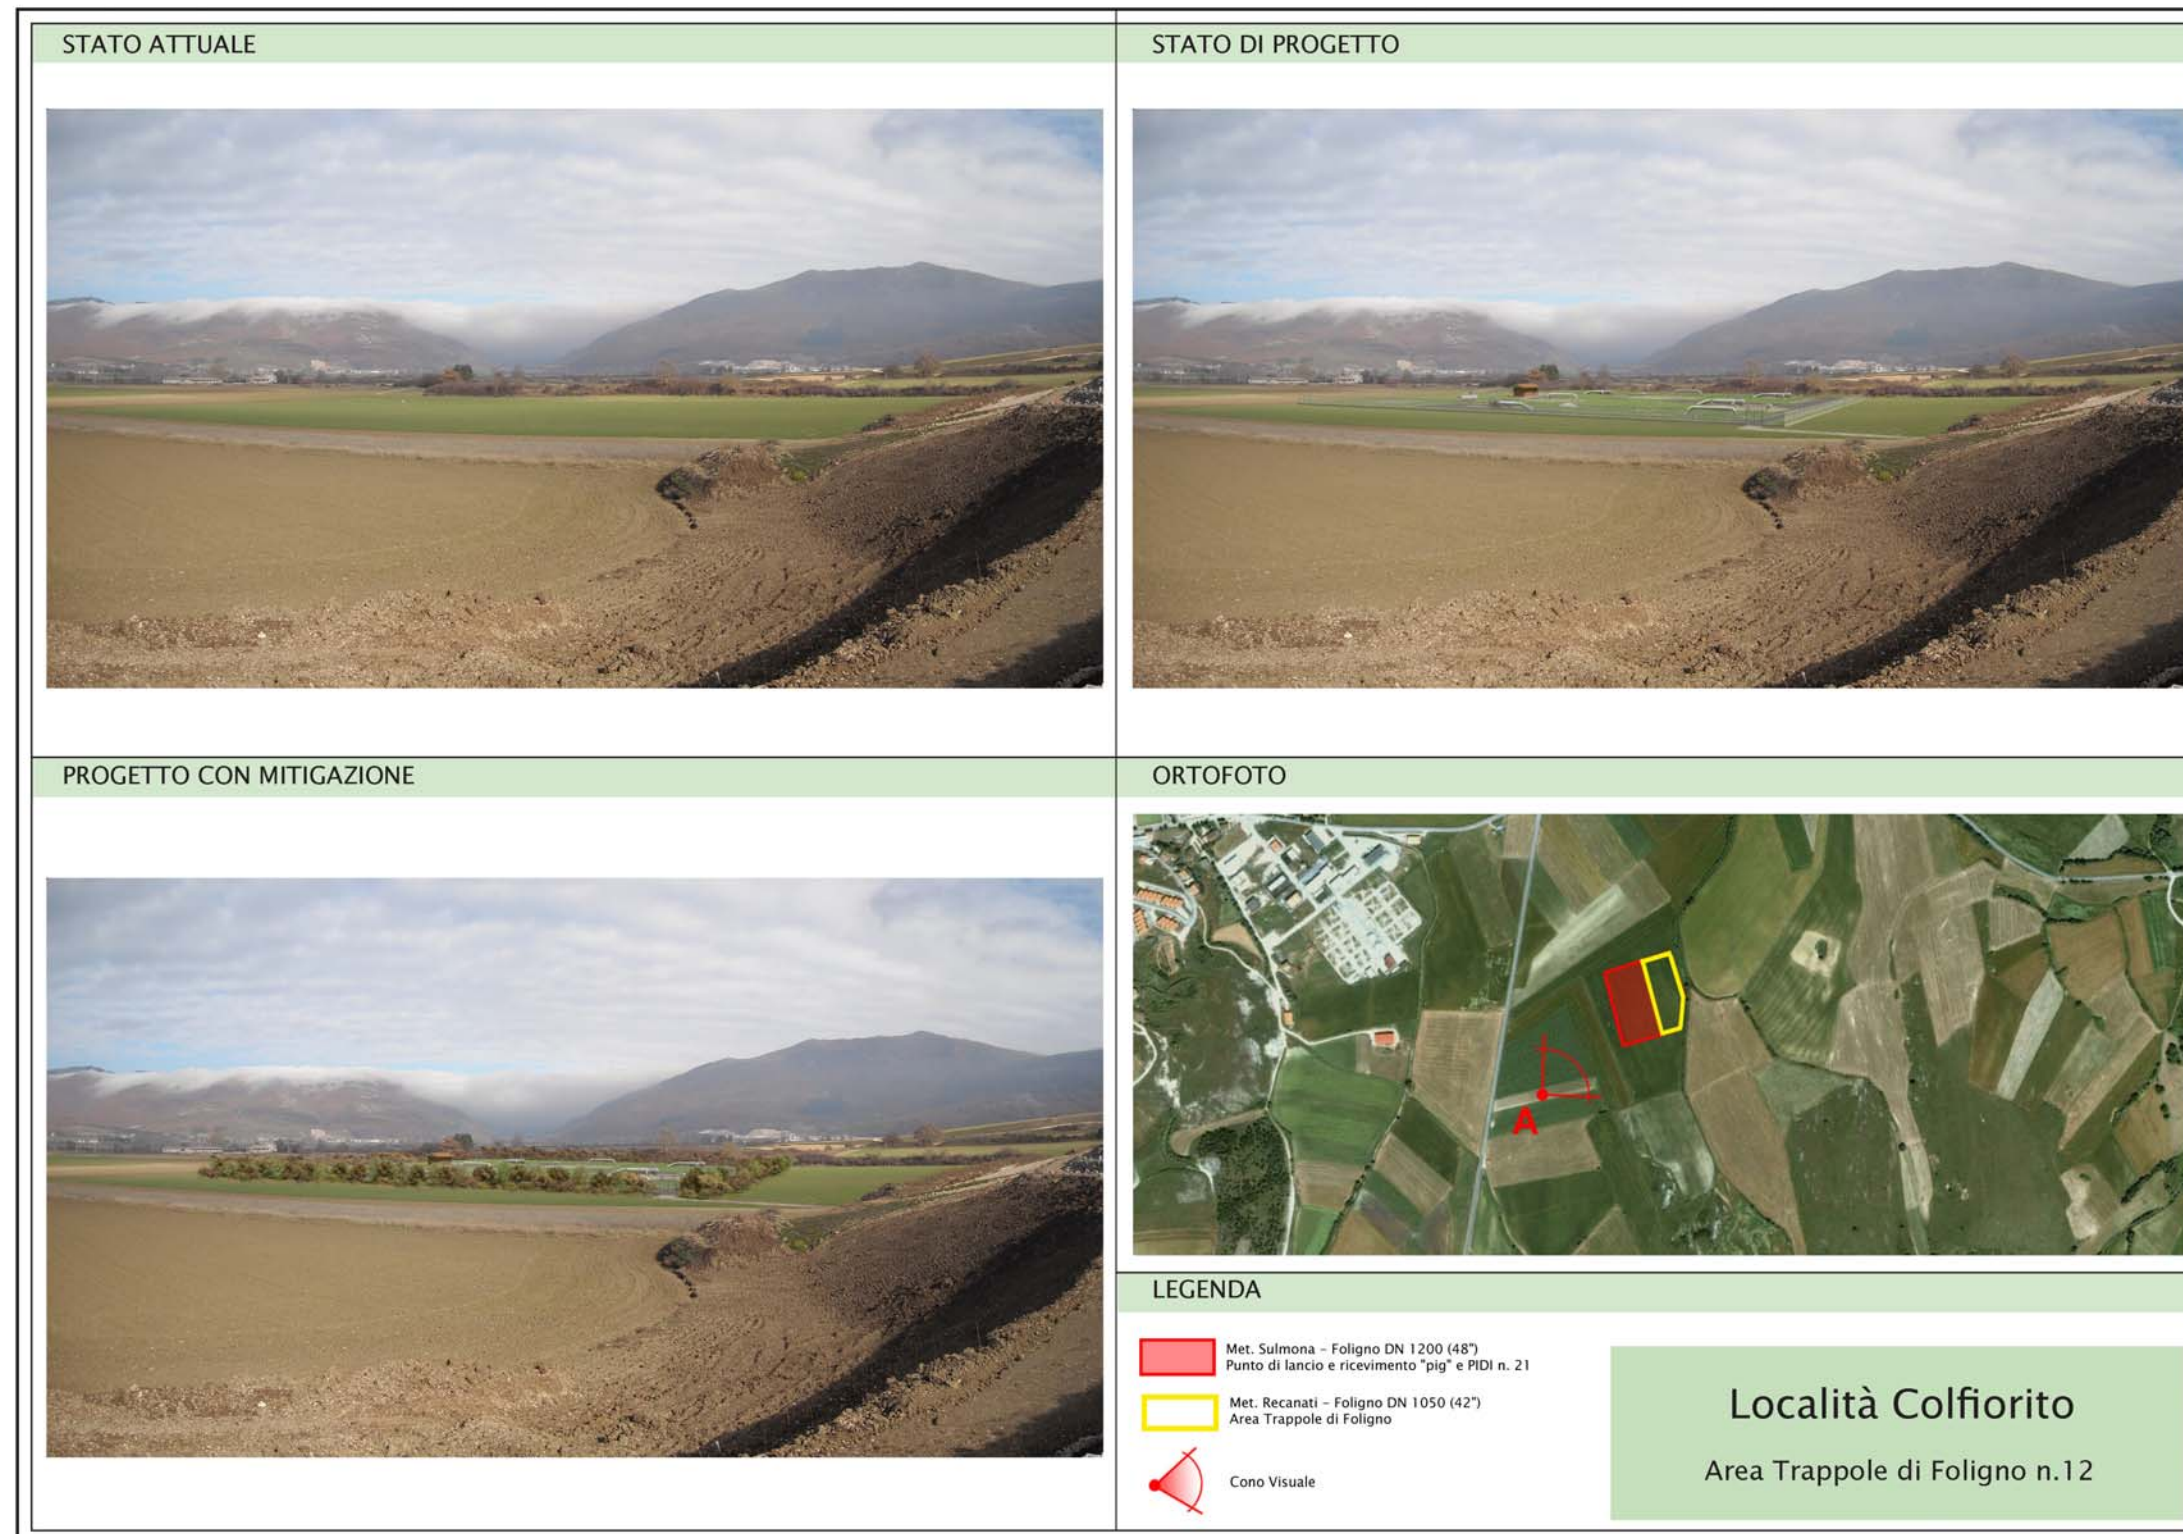 STATO ATTUALE
STATO DI PROGETTO
PROGETTO CON MITIGAZIONE
ORTOFOTO
A
LEGENDA
Met. Sulmona - Foligno DN 1200 (48")
Punto di lancio e ricevimento "pig" e PIDI n. 21
Met. Recanati - Foligno DN 1050 (42")
Area Trappole di Foligno
Cono Visuale
Località Colfiorito
Area Trappole di Foligno n.12